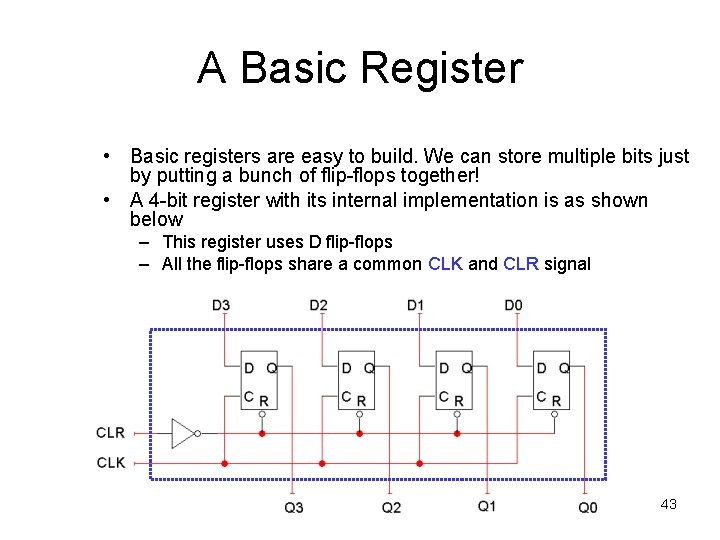 A Basic Register
• Basic registers are easy to build. We can store multiple bits just
by putting a bunch of flip-flops together!
• A 4-bit register with its internal implementation is as shown
below
– This register uses D flip-flops
– All the flip-flops share a common CLK and CLR signal
D3 D2 D1 D0
D Q D Q D Q D Q
C R C R C R C R
CLR
CLK
Q3 Q2 Q1 Q0
43